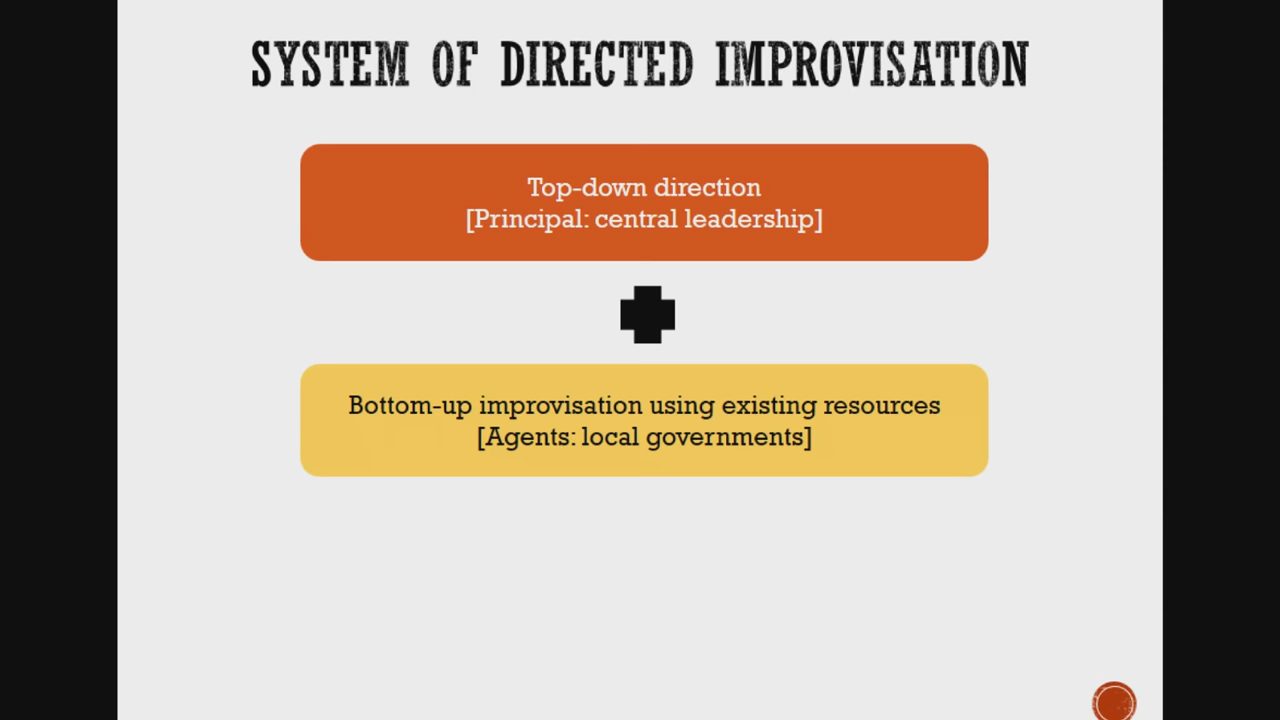 SYSTEM OF DIRECTED IMPROVISATION
Top-down direction
[Principal: central leadership]
Bottom-up improvisation using existing resources
[Agents: local governments]